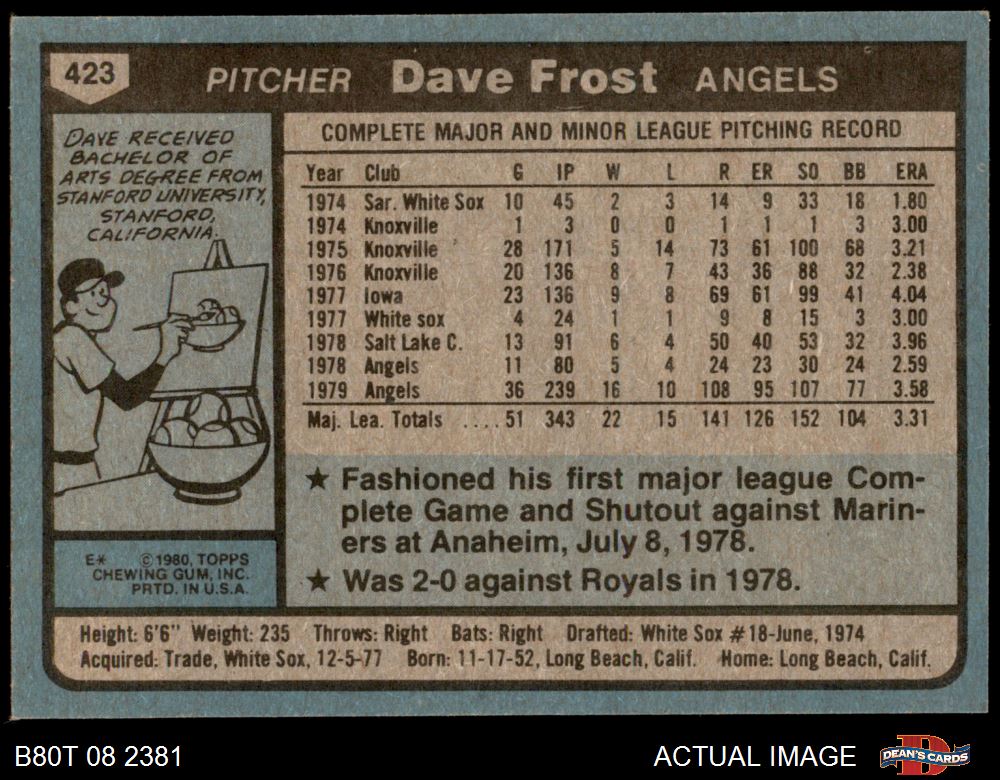 423 PITCHER Dave Frost ANGELS
DAVE RECEIVED
BACHELOR OF
ARTS DEGREE FROM
STANFORD UNIVERSITY,
STANFORD,
CALIFORNIA.
COMPLETE MAJOR AND MINOR LEAGUE PITCHING RECORD
Year Club G IP W L R ER SO BB ERA
1974 Sar. White Sox 10 45 2 3 14 9 33 18 1.80
1974 Knoxville 1 3 0 0 1 1 1 3 3.00
1975 Knoxville 28 171 5 14 73 61 100 68 3.21
1976 Knoxville 20 136 8 7 43 36 88 32 2.38
1977 Iowa 23 136 9 8 69 61 99 41 4.04
1977 White sox 4 24 1 1 9 8 15 3 3.00
1978 Salt Lake C. 13 91 6 4 50 40 53 32 3.96
1978 Angels 11 80 5 4 24 23 30 24 2.59
1979 Angels 36 239 16 10 108 95 107 77 3.58
Maj. Lea. Totals ....51 343 22 15 141 126 152 104 3.31
★ Fashioned his first major league Com-
plete Game and Shutout against Marin-
ers at Anaheim, July 8, 1978.
★ Was 2-0 against Royals in 1978.
E* ©1980, TOPPS
CHEWING GUM, INC.
PRTD. IN U.S.A.
Height: 6'6" Weight: 235 Throws: Right Bats: Right Drafted: White Sox #18-June, 1974
Acquired: Trade, White Sox, 12-5-77 Born: 11-17-52, Long Beach, Calif. Home: Long Beach, Calif.
B80T 08 2381 ACTUAL IMAGE DEAN'S CARDS